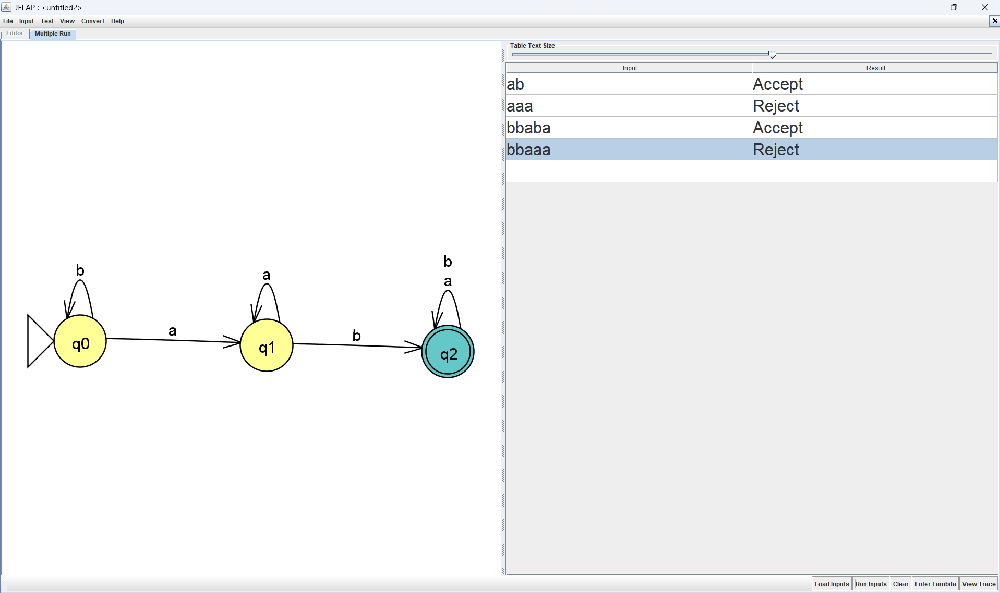 JFLAP : <untitled2>
File Input Test View Convert Help
Editor Multiple Run
Table Text Size
Input Result
ab Accept
aaa Reject
bbaba Accept
bbaaa Reject
b
a
b
a
b
a
b
q0
q1
q2
Load Inputs Run Inputs Clear Enter Lambda View Trace